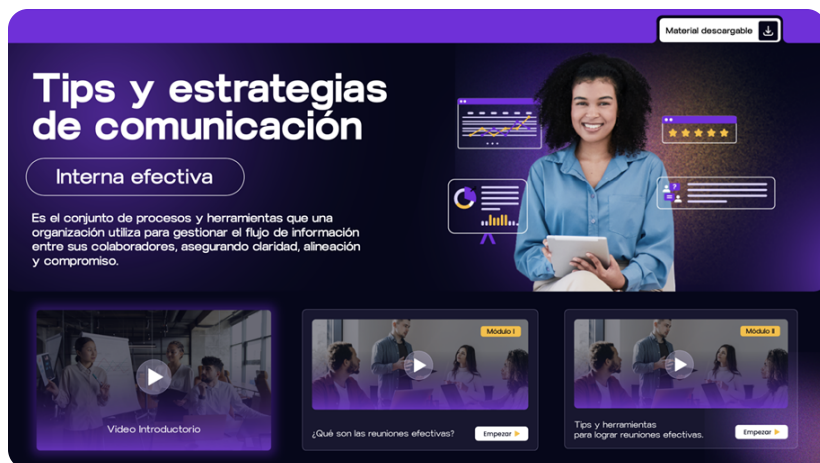 Material descargable
Tips y estrategias
de comunicación
Interna efectiva
Es el conjunto de procesos y herramientas que una
organización utiliza para gestionar el flujo de información
entre sus colaboradores, asegurando claridad, alineación
y compromiso.
Video Introductorio
Módulo I
¿Qué son las reuniones efectivas?
Empezar
Módulo II
Tips y herramientas
para lograr reuniones efectivas.
Empezar